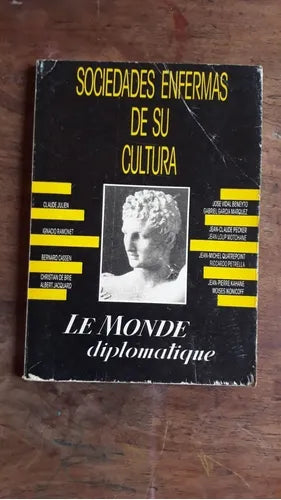 SOCIEDADES ENFERMAS
DE SU
CULTURA
CLAUDE JULIEN
IGNACIO RAMONET
BERNARD CASSEN
CHRISTIAN DE BRIE
ALBERT JACQUARD
JOSE VIDAL BENEYTO
GABRIEL GARCIA MARQUEZ
JEAN-CLAUDE PECKER
JEAN LOUP MOTCHANE
JEAN-MICHEL QUATREPOINT
RICCARDO PETRELLA
JEAN-PIERRE KAHANE
MOISES IKONICOFF
LE MONDE
diplomatique